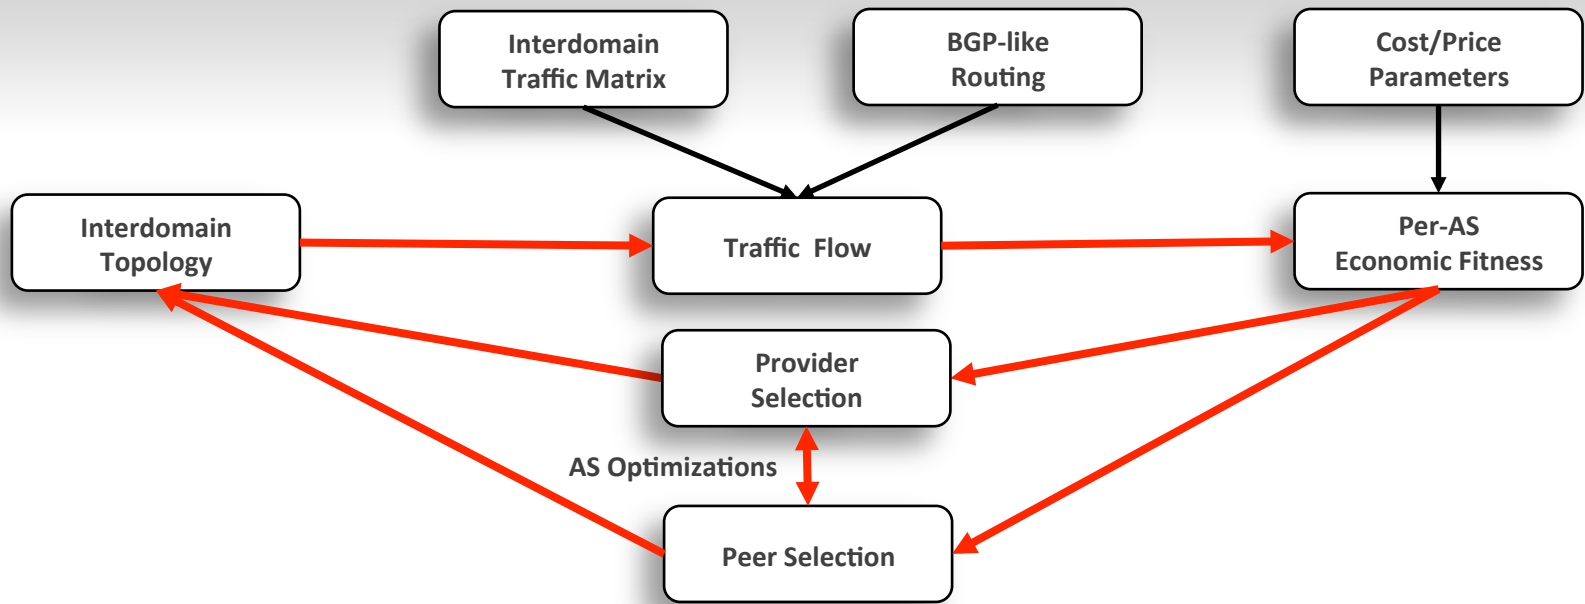 Interdomain
Traffic Matrix
BGP-like
Routing
Cost/Price
Parameters
Interdomain
Topology
Traffic Flow
Per-AS
Economic Fitness
Provider
Selection
AS Optimizations
Peer Selection